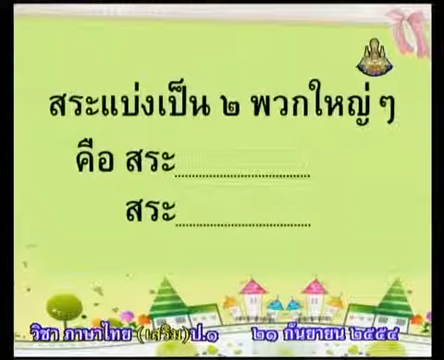 สระแบ่งเป็น ๒ พวกใหญ่ ๆ
คือ สระ..............................
สระ..............................
วิชา ภาษาไทย (เสริม)ป.๑ ๒๑ กันยายน ๒๕๕๔